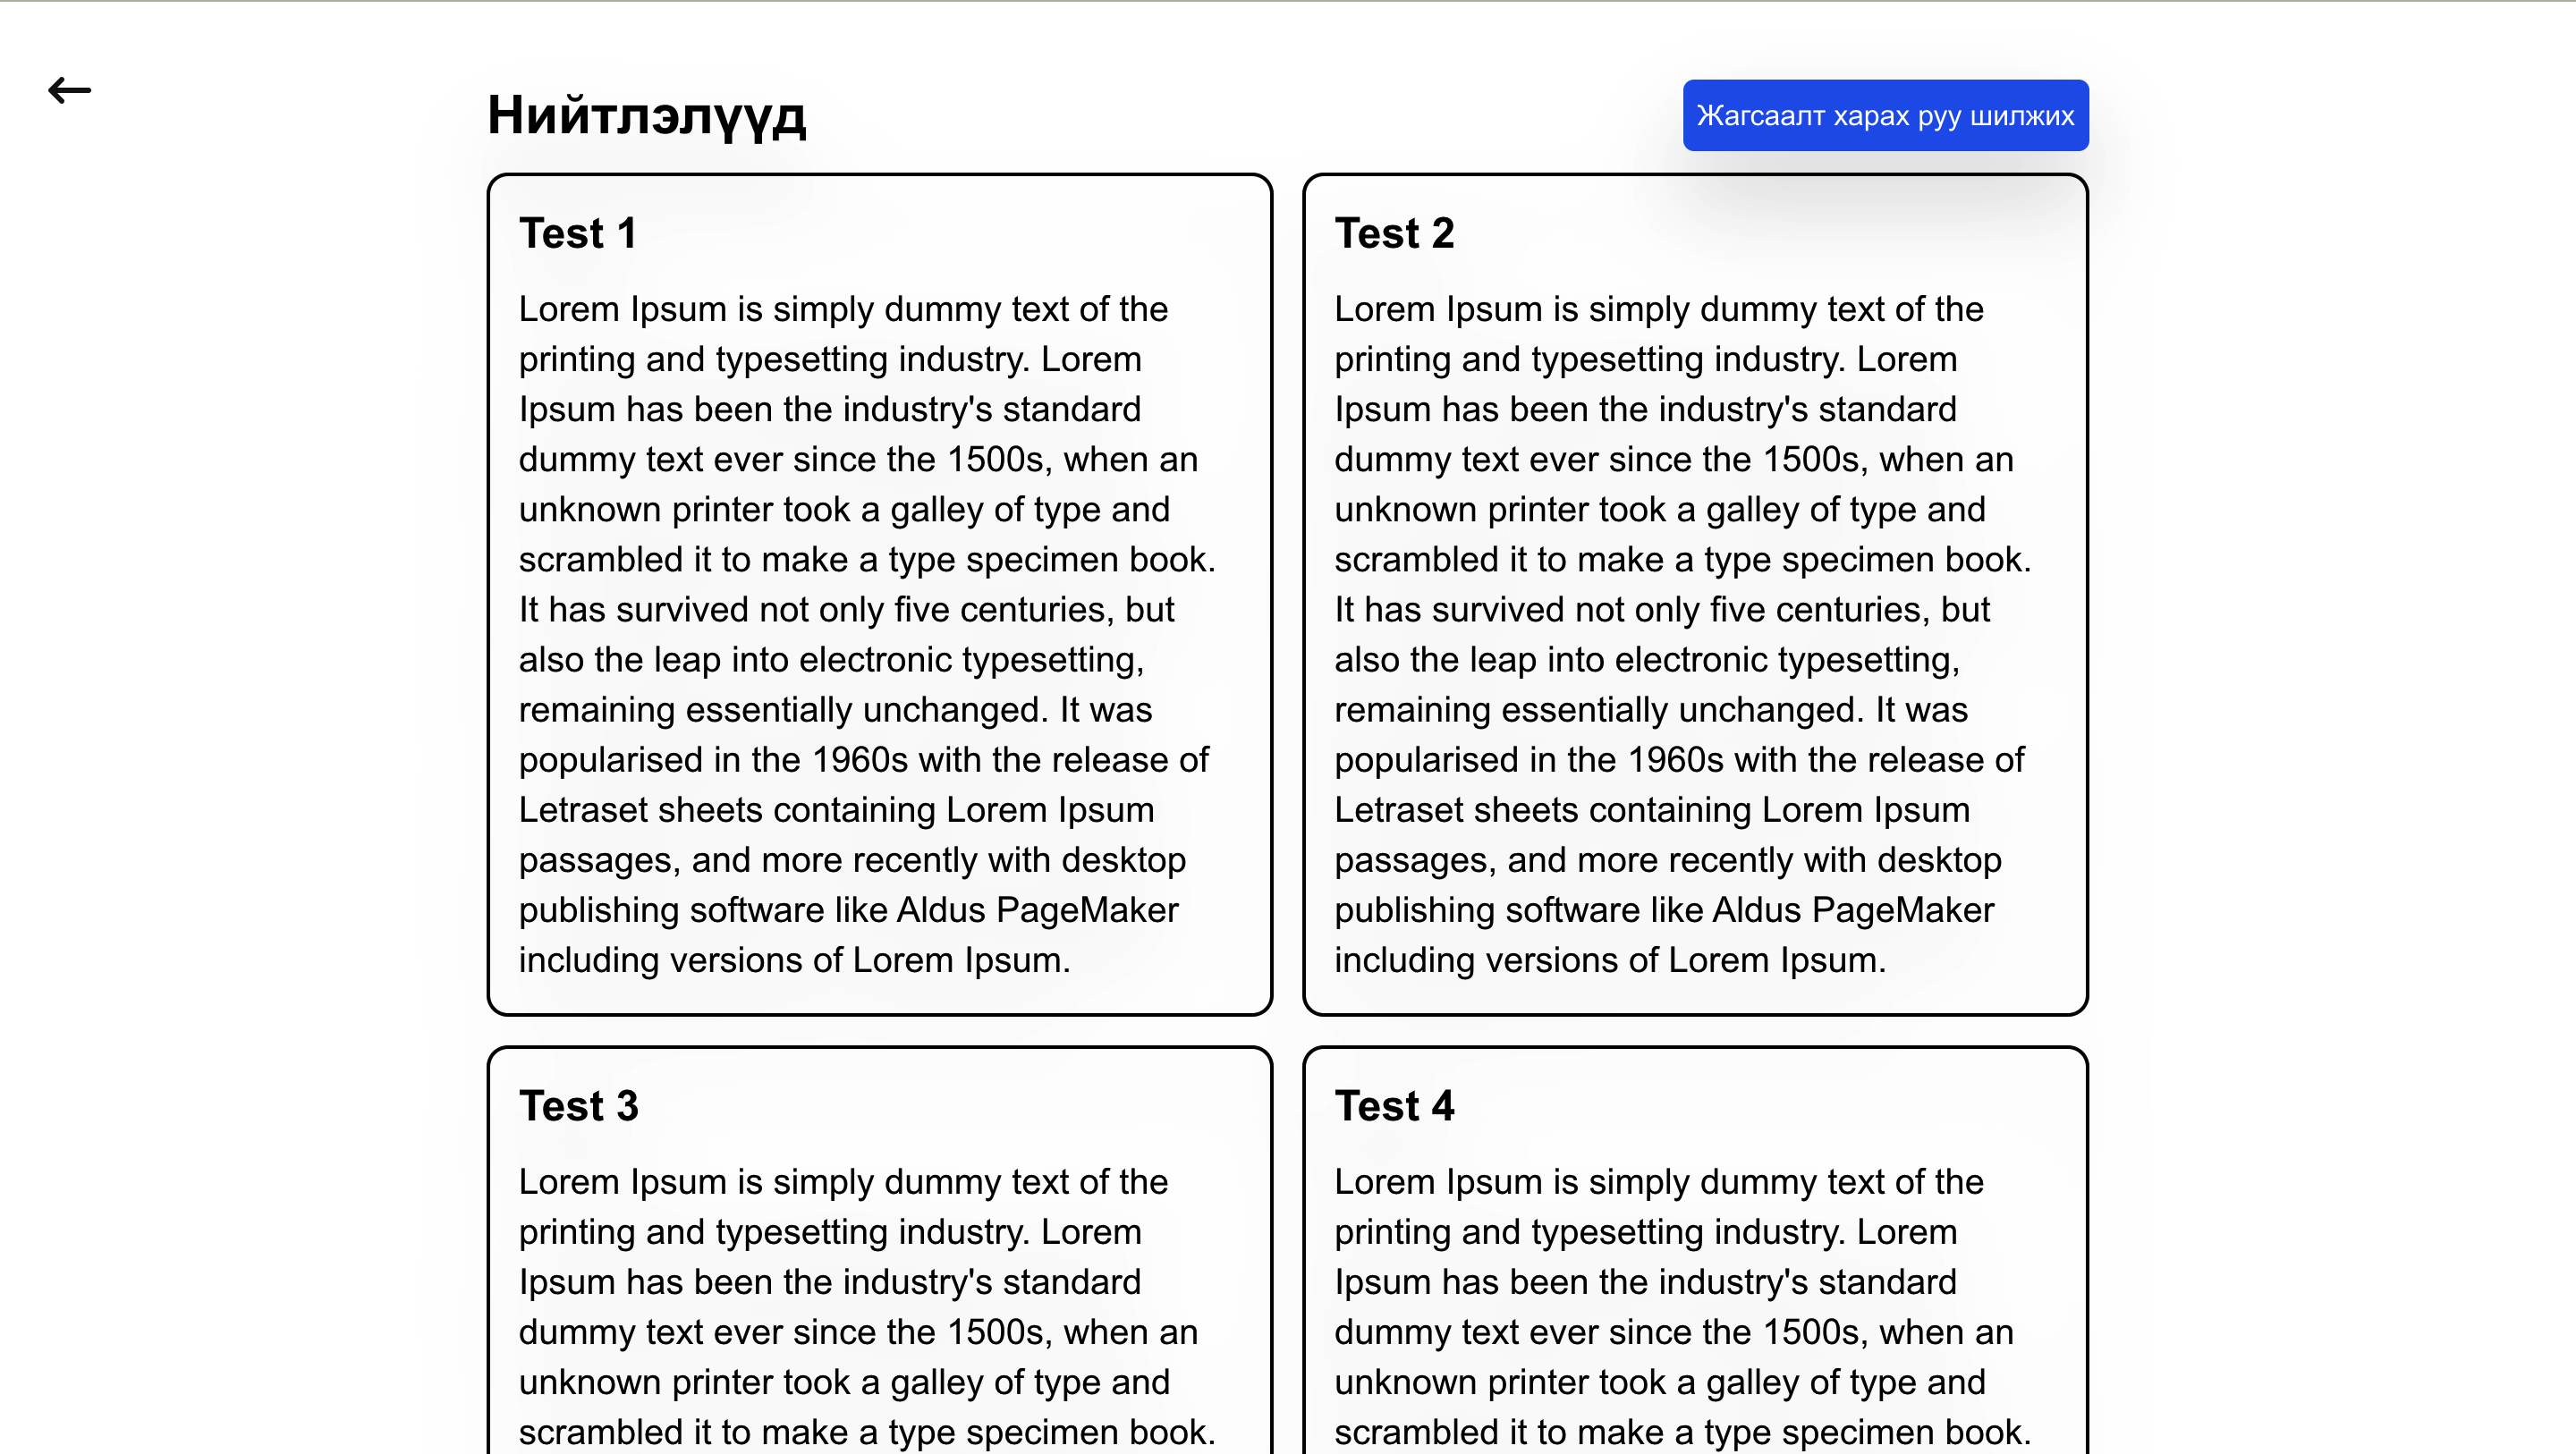 Нийтлэлүүд
Жагсаалт харах руу шилжих
Test 1
Lorem Ipsum is simply dummy text of the
printing and typesetting industry. Lorem
Ipsum has been the industry's standard
dummy text ever since the 1500s, when an
unknown printer took a galley of type and
scrambled it to make a type specimen book.
It has survived not only five centuries, but
also the leap into electronic typesetting,
remaining essentially unchanged. It was
popularised in the 1960s with the release of
Letraset sheets containing Lorem Ipsum
passages, and more recently with desktop
publishing software like Aldus PageMaker
including versions of Lorem Ipsum.
Test 2
Lorem Ipsum is simply dummy text of the
printing and typesetting industry. Lorem
Ipsum has been the industry's standard
dummy text ever since the 1500s, when an
unknown printer took a galley of type and
scrambled it to make a type specimen book.
It has survived not only five centuries, but
also the leap into electronic typesetting,
remaining essentially unchanged. It was
popularised in the 1960s with the release of
Letraset sheets containing Lorem Ipsum
passages, and more recently with desktop
publishing software like Aldus PageMaker
including versions of Lorem Ipsum.
Test 3
Lorem Ipsum is simply dummy text of the
printing and typesetting industry. Lorem
Ipsum has been the industry's standard
dummy text ever since the 1500s, when an
unknown printer took a galley of type and
scrambled it to make a type specimen book.
Test 4
Lorem Ipsum is simply dummy text of the
printing and typesetting industry. Lorem
Ipsum has been the industry's standard
dummy text ever since the 1500s, when an
unknown printer took a galley of type and
scrambled it to make a type specimen book.